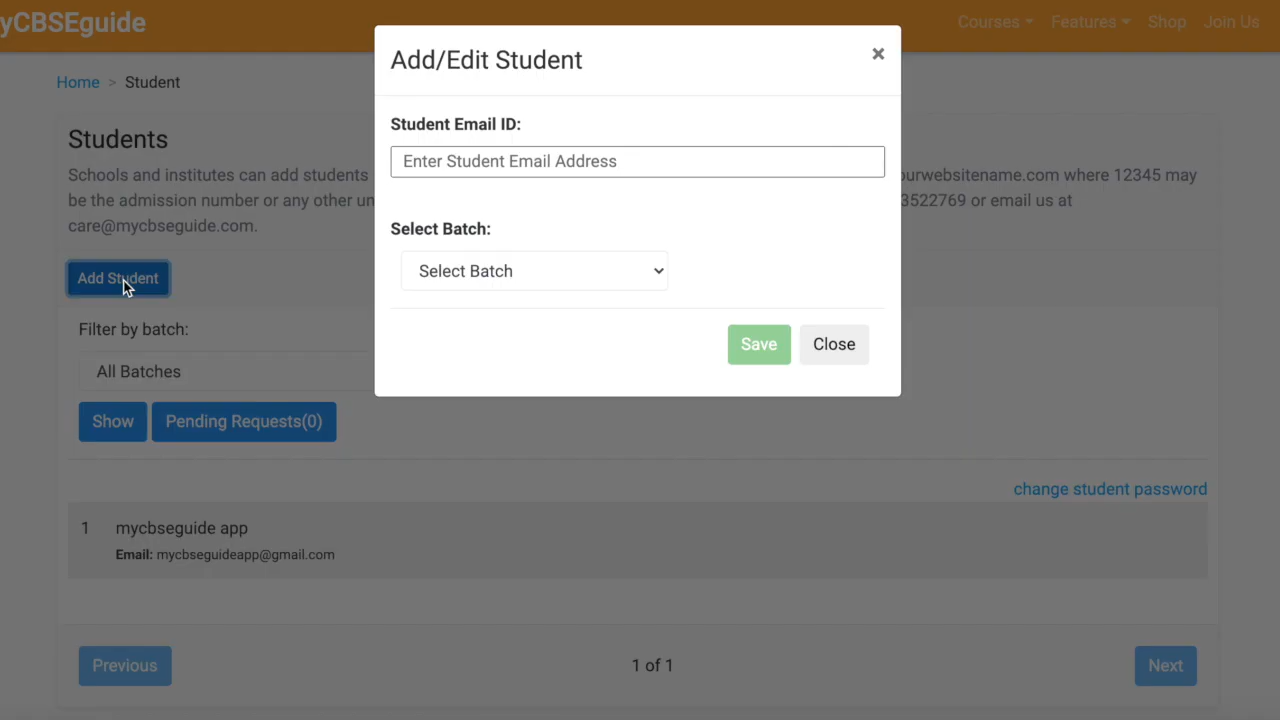 yCBSEguide
Courses Features Shop Join Us
Home > Student
Add/Edit Student
×
Student Email ID:
Enter Student Email Address
Select Batch:
Select Batch
Save Close
Students
Schools and institutes can add students urwebsitename.com where 12345 may
be the admission number or any other un 3522769 or email us at
care@mycbseguide.com.
Add Student
Filter by batch:
All Batches
Show Pending Requests(0)
change student password
1 mycbseguide app
Email: mycbseguideapp@gmail.com
Previous 1 of 1 Next